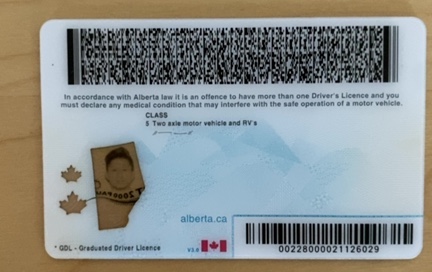 In accordance with Alberta law it is an offence to have more than one Driver's Licence and you
must declare any medical condition that may interfere with the safe operation of a motor vehicle.
CLASS
5 Two axle motor vehicle and RV's
alberta.ca
* GDL - Graduated Driver Licence
00228000021126029